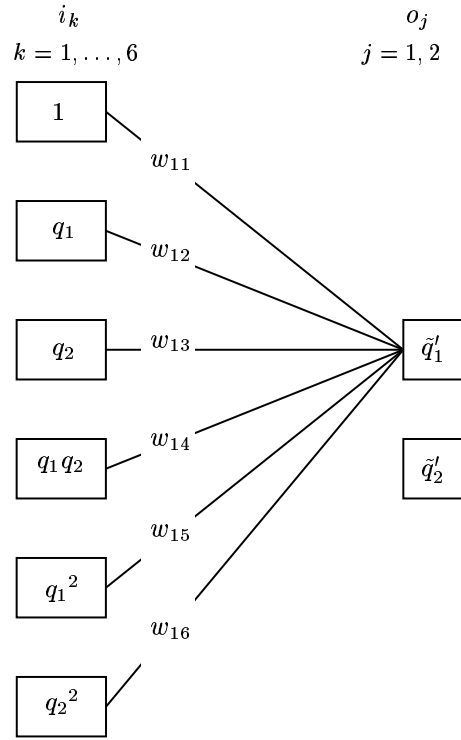 i_k o_j
k = 1, . . . , 6 j = 1, 2
1
w_11
q_1
w_12
q_2 w_13 q̃′_1
q_1q_2 w_14 q̃′_2
w_15
q_1^2
w_16
q_2^2